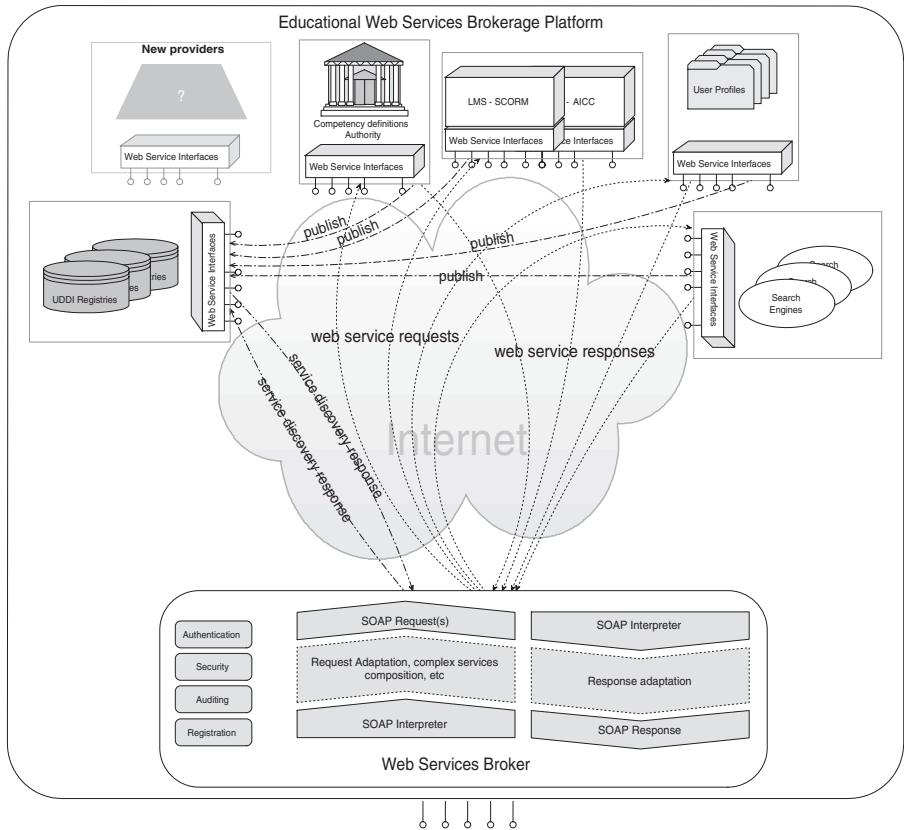 Educational Web Services Brokerage Platform
New providers
?
Web Service Interfaces
Competency definitions
Authority
Web Service Interfaces
LMS - SCORM
- AICC
Web Service Interfaces
ce Interfaces
User Profiles
Web Service Interfaces
UDDI Registries
es
ries
Web Service Interfaces
publish
publish
publish
publish
Web Service Interfaces
Search
Engines
web service requests
web service responses
service discovery response
service discovery response
Internet
Authentication
Security
Auditing
Registration
SOAP Request(s)
Request Adaptation, complex services
composition, etc
SOAP Interpreter
SOAP Interpreter
Response adaptation
SOAP Response
Web Services Broker